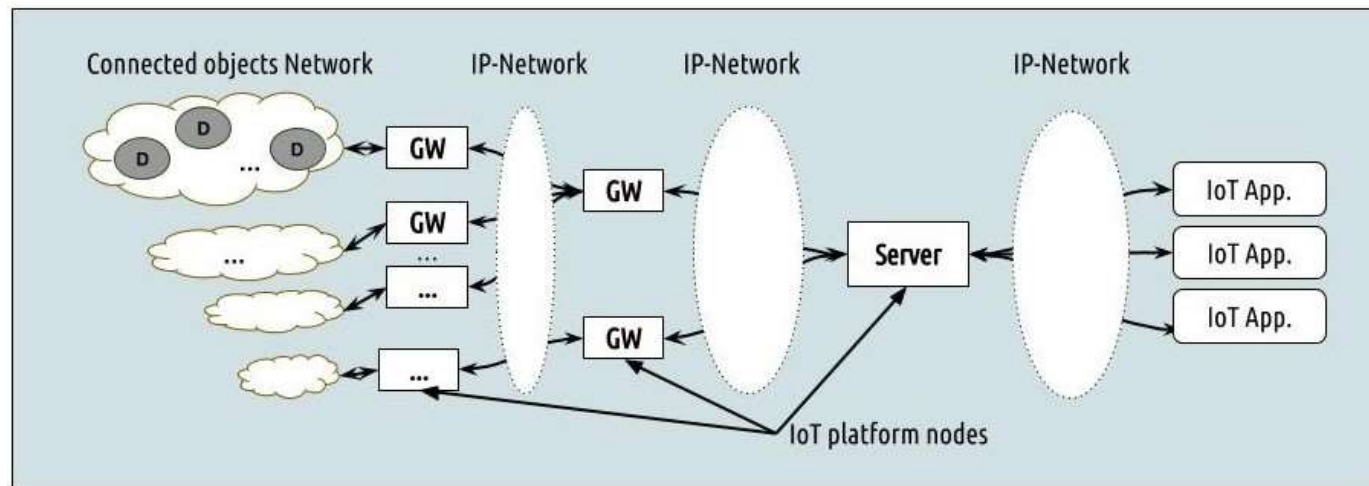 Connected objects Network
IP-Network
IP-Network
IP-Network
D
D
D
...
GW
GW
IoT App.
GW
...
...
Server
IoT App.
...
IoT App.
GW
...
IoT platform nodes